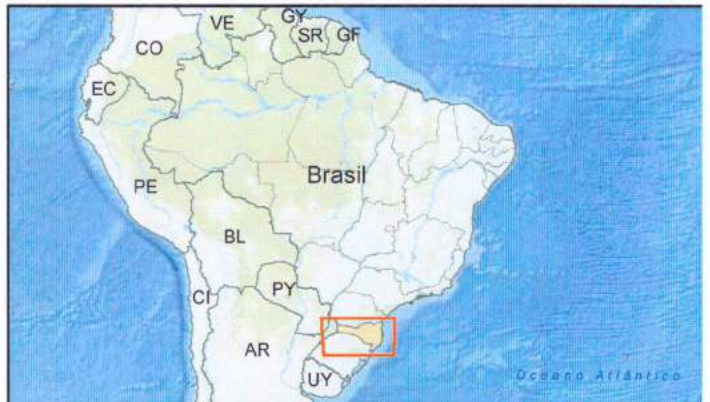 GY
VE
SR
GF
CO
EC
Brasil
PE
BL
CI
PY
AR
UY
Oceano Atlântico